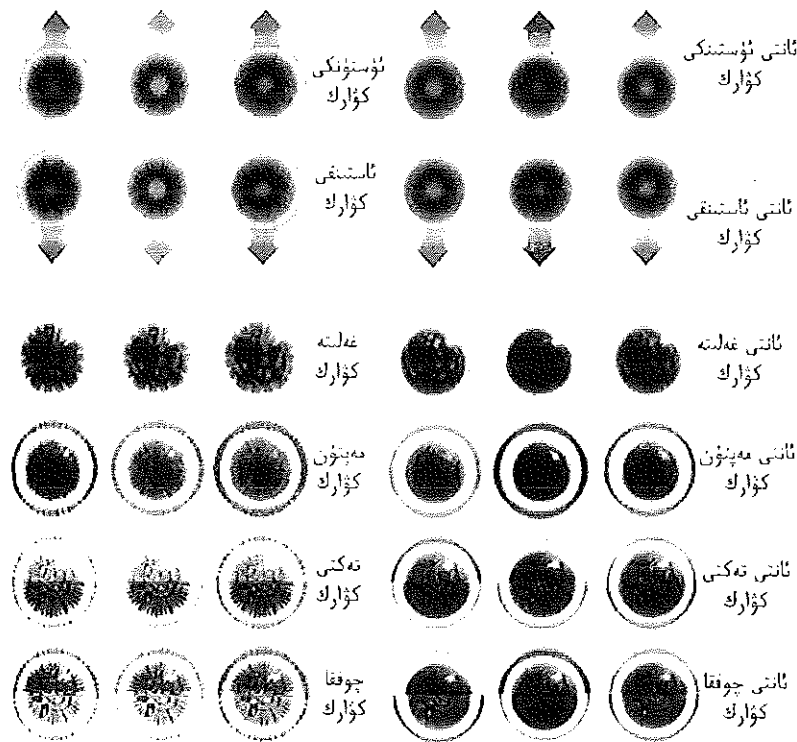 ئانتى ئۈستىنكى
كۋارك
ئۈستۈنكى
كۋارك
ئانتى ئاستىنقى
كۋارك
ئاستىنقى
كۋارك
ئانتى غەلىتە
كۋارك
غەلىتە
كۋارك
ئانتى مەپتۇن
كۋارك
مەپتۇن
كۋارك
ئانتى تەكتى
كۋارك
تەكتى
كۋارك
ئانتى چوققا
كۋارك
چوققا
كۋارك